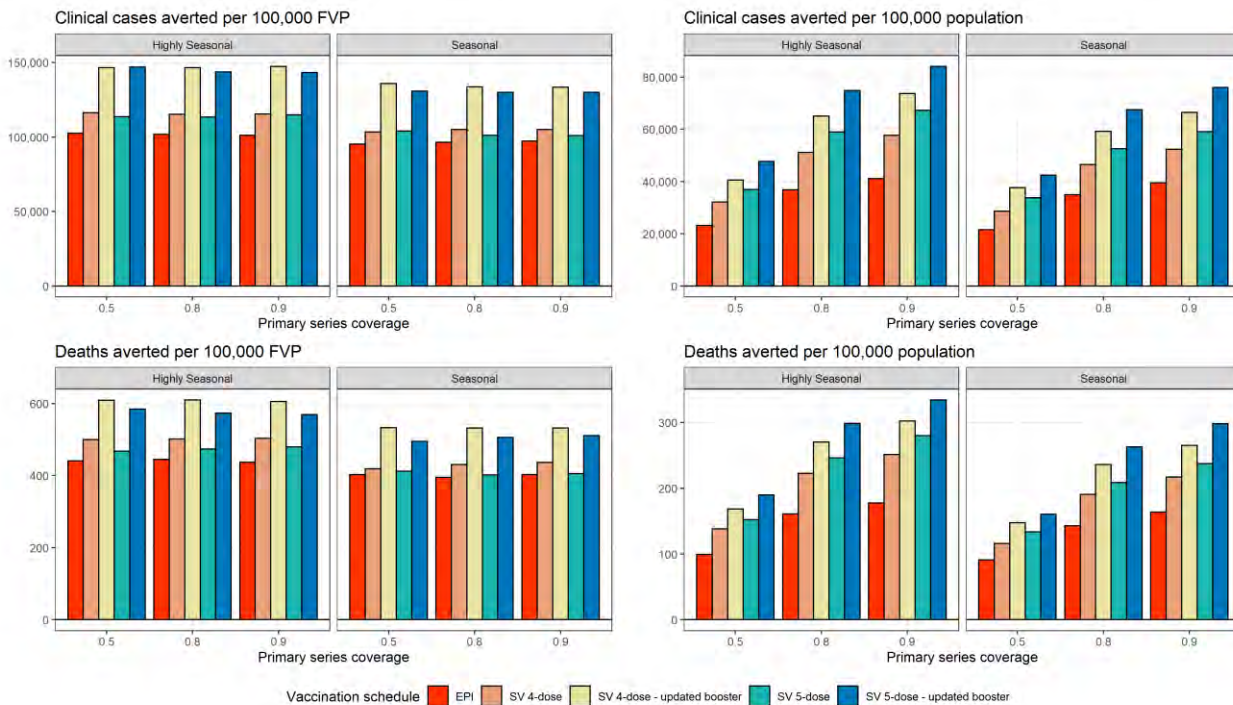 Clinical cases averted per 100,000 FVP
Highly Seasonal
Seasonal
150,000
100,000
50,000
0
0.5
0.8
0.9
0.5
0.8
0.9
Primary series coverage
Clinical cases averted per 100,000 population
Highly Seasonal
Seasonal
80,000
60,000
40,000
20,000
0
0.5
0.8
0.9
0.5
0.8
0.9
Primary series coverage
Deaths averted per 100,000 FVP
Highly Seasonal
Seasonal
600
400
200
0
0.5
0.8
0.9
0.5
0.8
0.9
Primary series coverage
Deaths averted per 100,000 population
Highly Seasonal
Seasonal
300
200
100
0
0.5
0.8
0.9
0.5
0.8
0.9
Primary series coverage
Vaccination schedule EPI SV 4-dose SV 4-dose - updated booster SV 5-dose SV 5-dose - updated booster